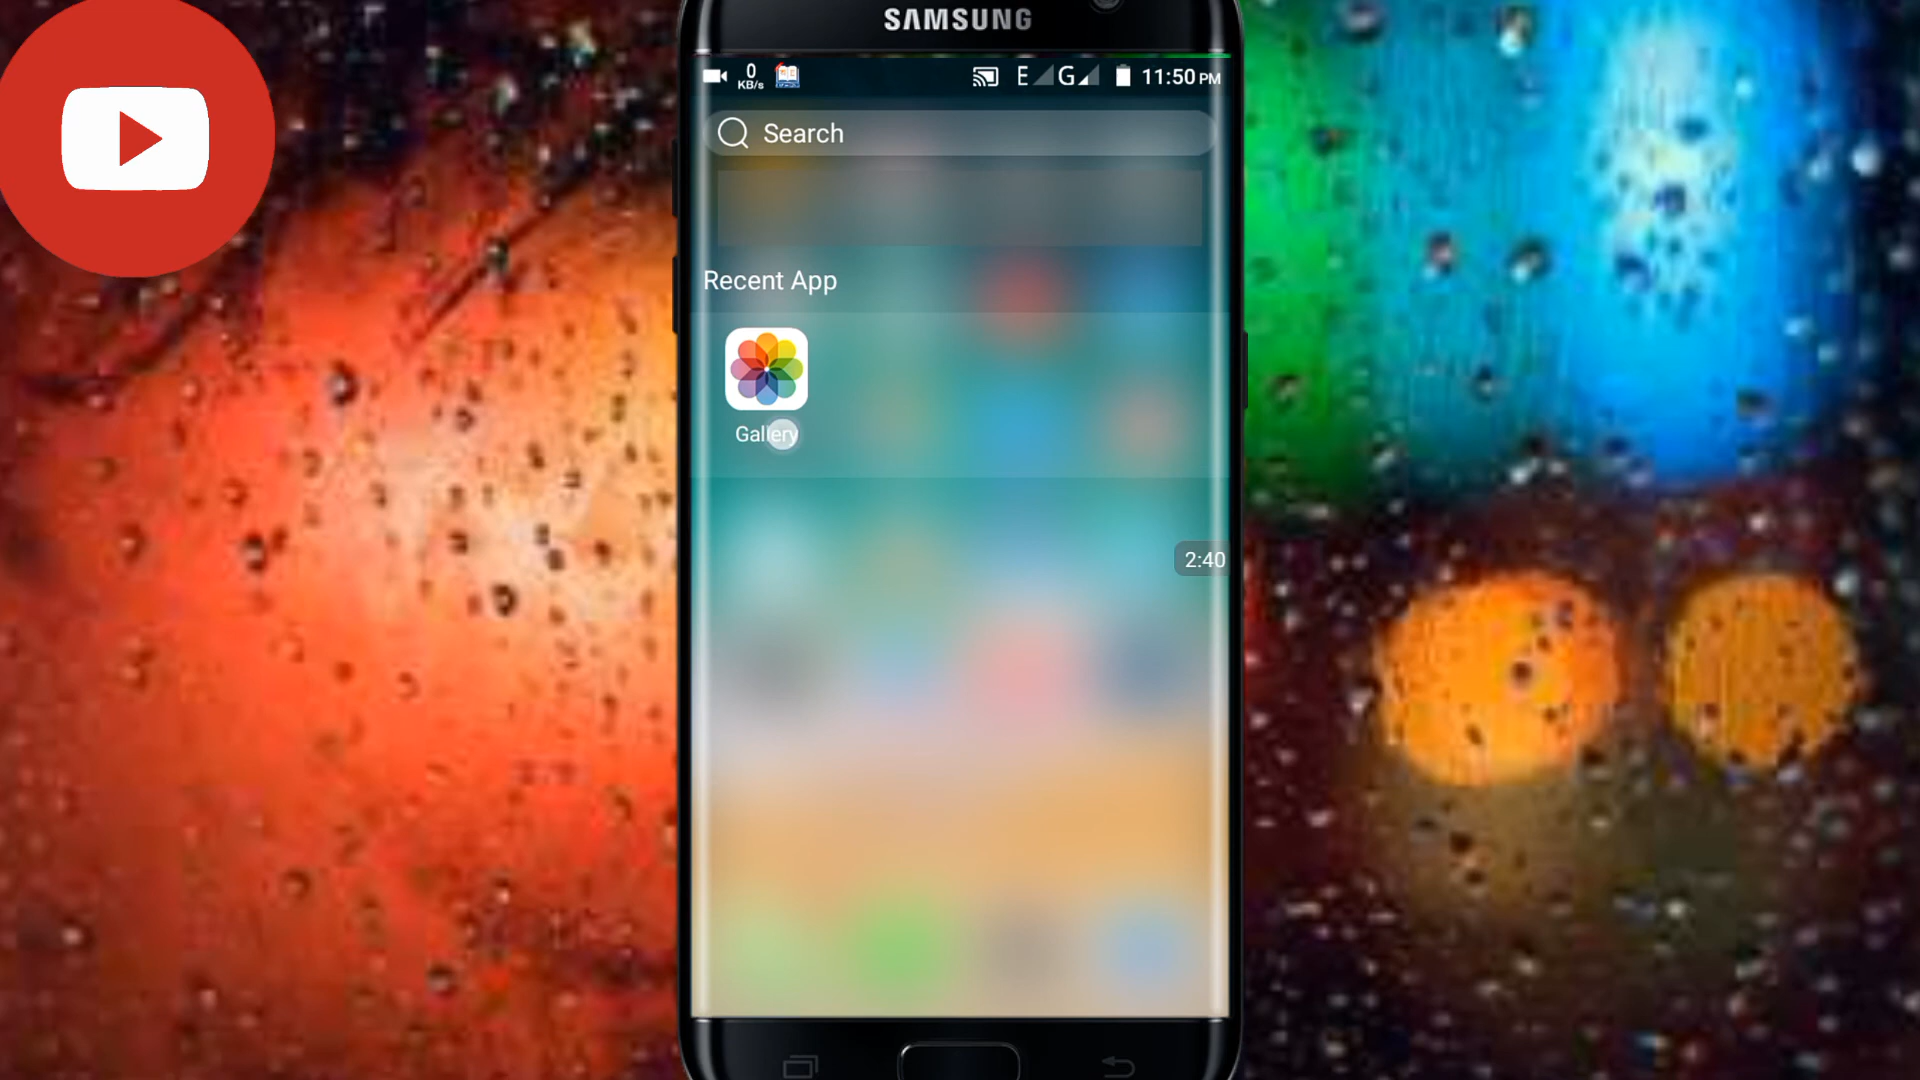 SAMSUNG
0
KB/s
E G 11:50 PM
Search
Recent App
Gallery
2:40